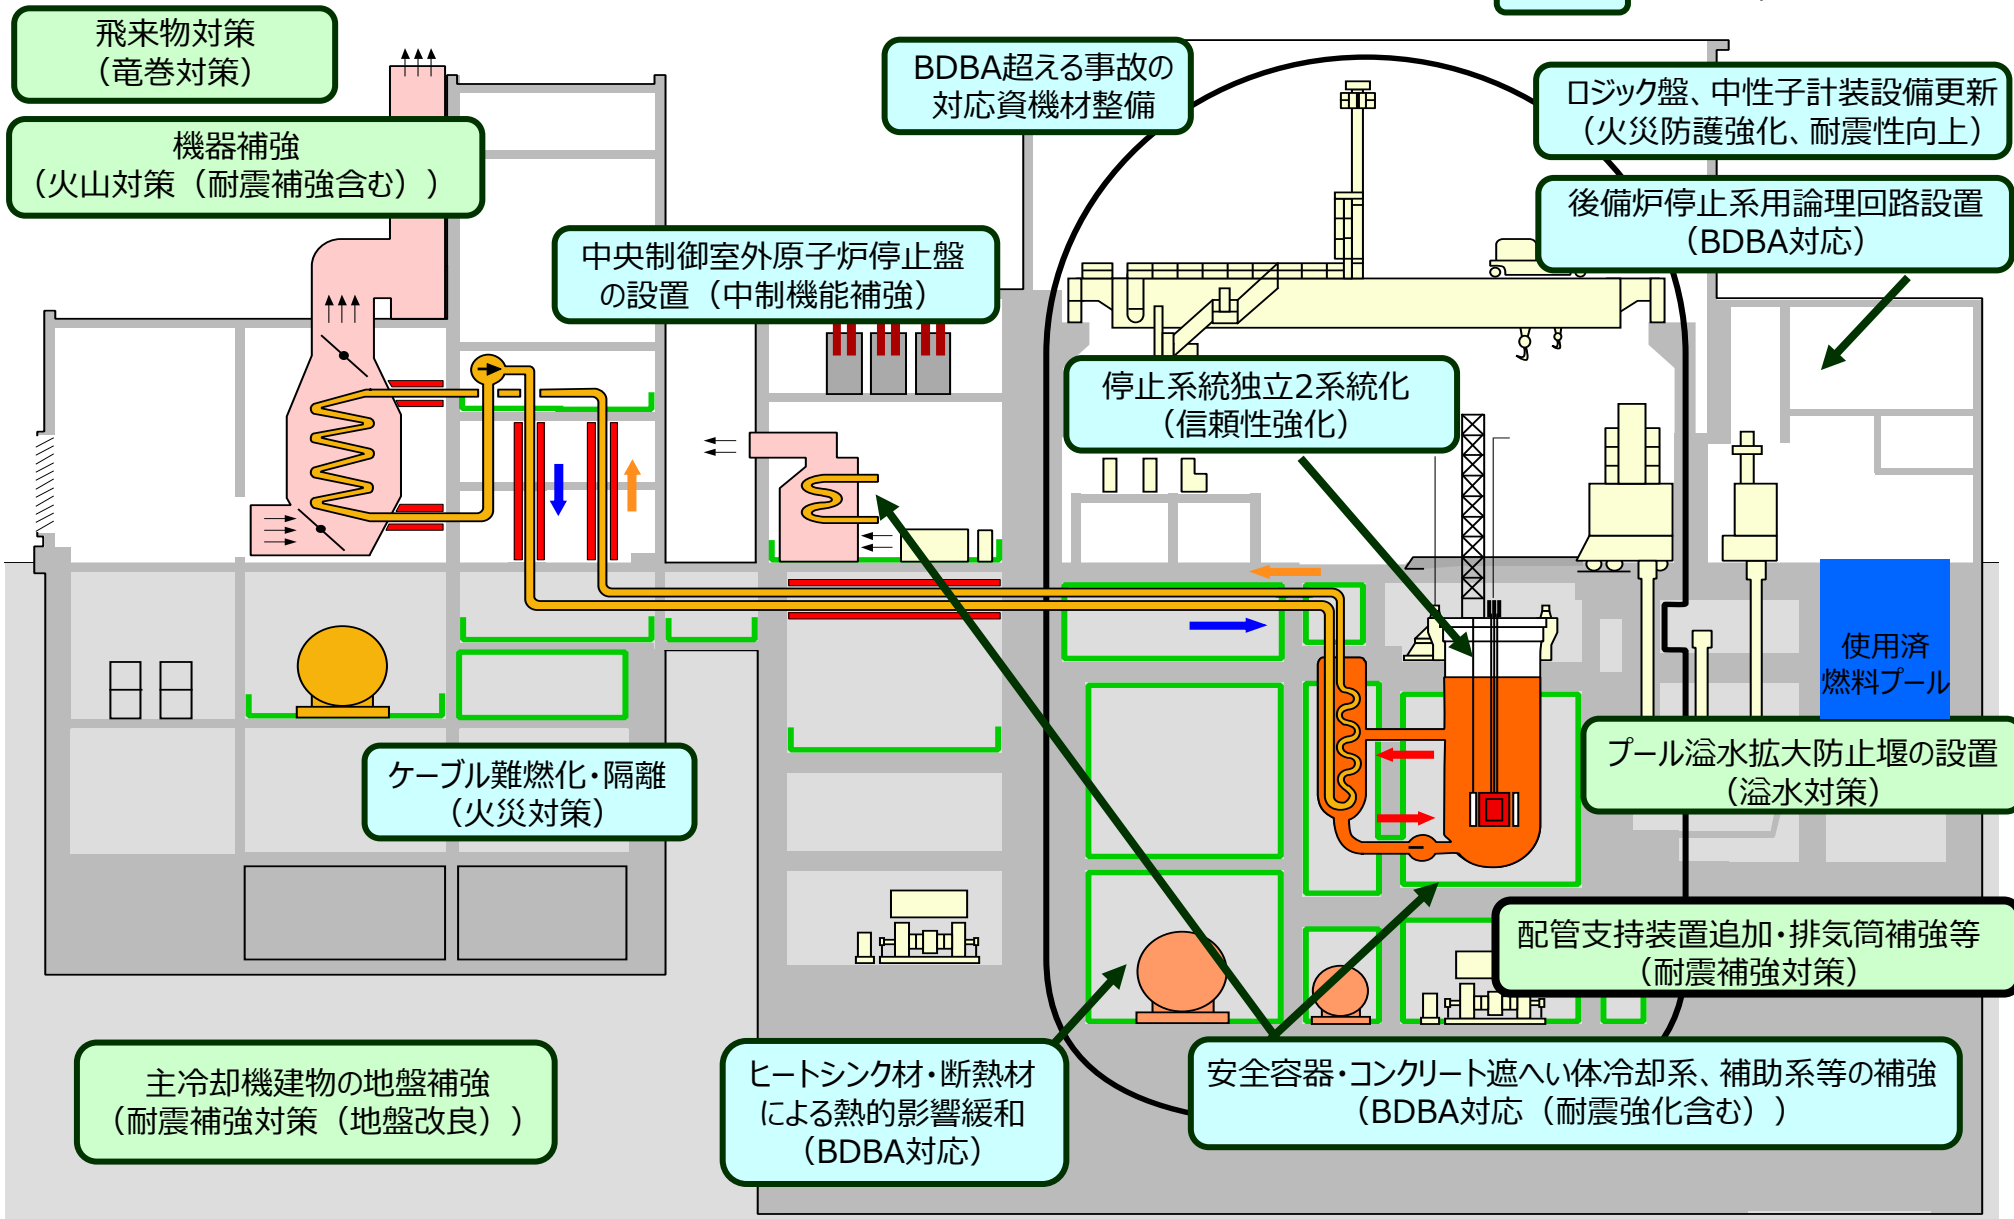 飛来物対策
（竜巻対策）
機器補強
（火山対策（耐震補強含む））
BDBA超える事故の
対応資機材整備
ロジック盤、中性子計装設備更新
（火災防護強化、耐震性向上）
後備炉停止系用論理回路設置
（BDBA対応）
中央制御室外原子炉停止盤
の設置（中制機能補強）
停止系統独立2系統化
（信頼性強化）
使用済
燃料プール
プール溢水拡大防止堰の設置
（溢水対策）
ケーブル難燃化・隔離
（火災対策）
配管支持装置追加・排気筒補強等
（耐震補強対策）
主冷却機建物の地盤補強
（耐震補強対策（地盤改良））
ヒートシンク材・断熱材
による熱的影響緩和
（BDBA対応）
安全容器・コンクリート遮へい体冷却系、補助系等の補強
（BDBA対応（耐震強化含む））